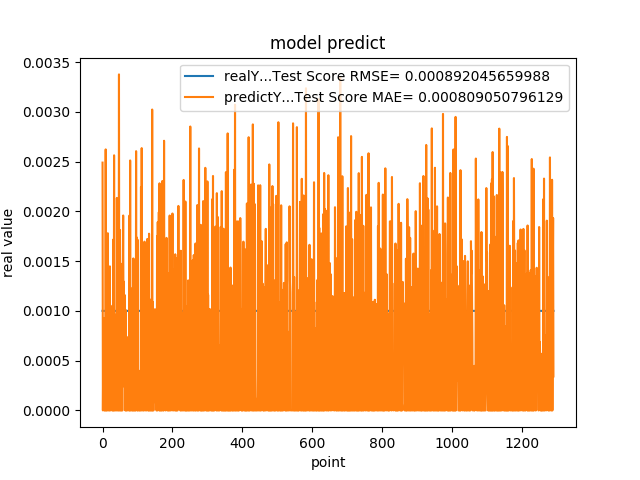 model predict
realY...Test Score RMSE= 0.000892045659988
predictY...Test Score MAE= 0.000809050796129
0.0035
0.0030
0.0025
0.0020
0.0015
0.0010
0.0005
0.0000
real value
0 200 400 600 800 1000 1200
point